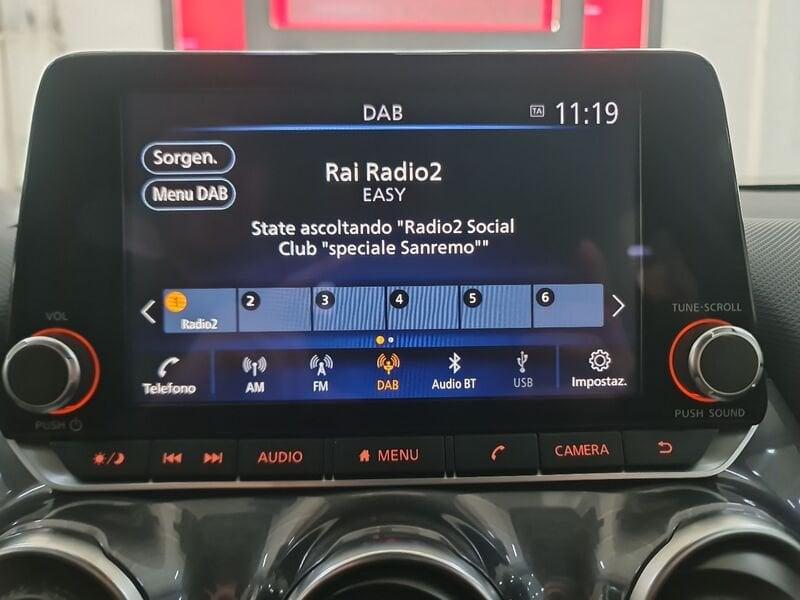 DAB TA 11:19
Sorgen.
Menu DAB
Rai Radio2
EASY
State ascoltando "Radio2 Social
Club "speciale Sanremo""
1 2 3 4 5 6
Radio2
VOL
TUNE·SCROLL
Telefono AM FM DAB Audio BT USB Impostaz.
PUSH
PUSH SOUND
AUDIO MENU CAMERA